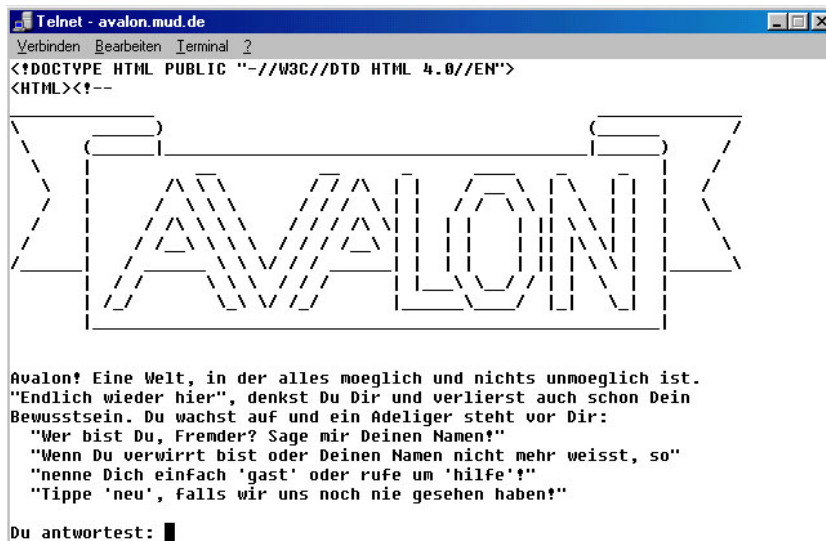 Telnet - avalon.mud.de
Verbinden Bearbeiten Terminal ?
<!DOCTYPE HTML PUBLIC "-//W3C//DTD HTML 4.0//EN">
<HTML><!--
AVALON
Avalon! Eine Welt, in der alles moeglich und nichts unmoeglich ist.
"Endlich wieder hier", denkst Du Dir und verlierst auch schon Dein
Bewusstsein. Du wachst auf und ein Adeliger steht vor Dir:
"Wer bist Du, Fremder? Sage mir Deinen Namen!"
"Wenn Du verwirrt bist oder Deinen Namen nicht mehr weisst, so"
"nenne Dich einfach 'gast' oder rufe um 'hilfe'!"
"Tippe 'neu', falls wir uns noch nie gesehen haben!"
Du antwortest: